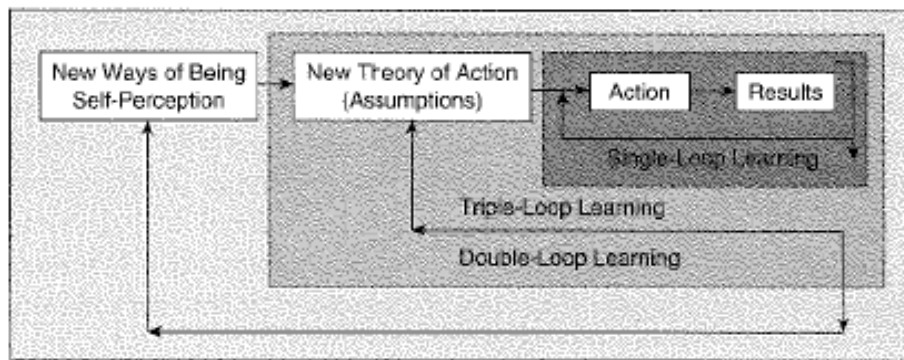 New Ways of Being
Self-Perception
New Theory of Action
(Assumptions)
Action
Results
Single-Loop Learning
Triple-Loop Learning
Double-Loop Learning